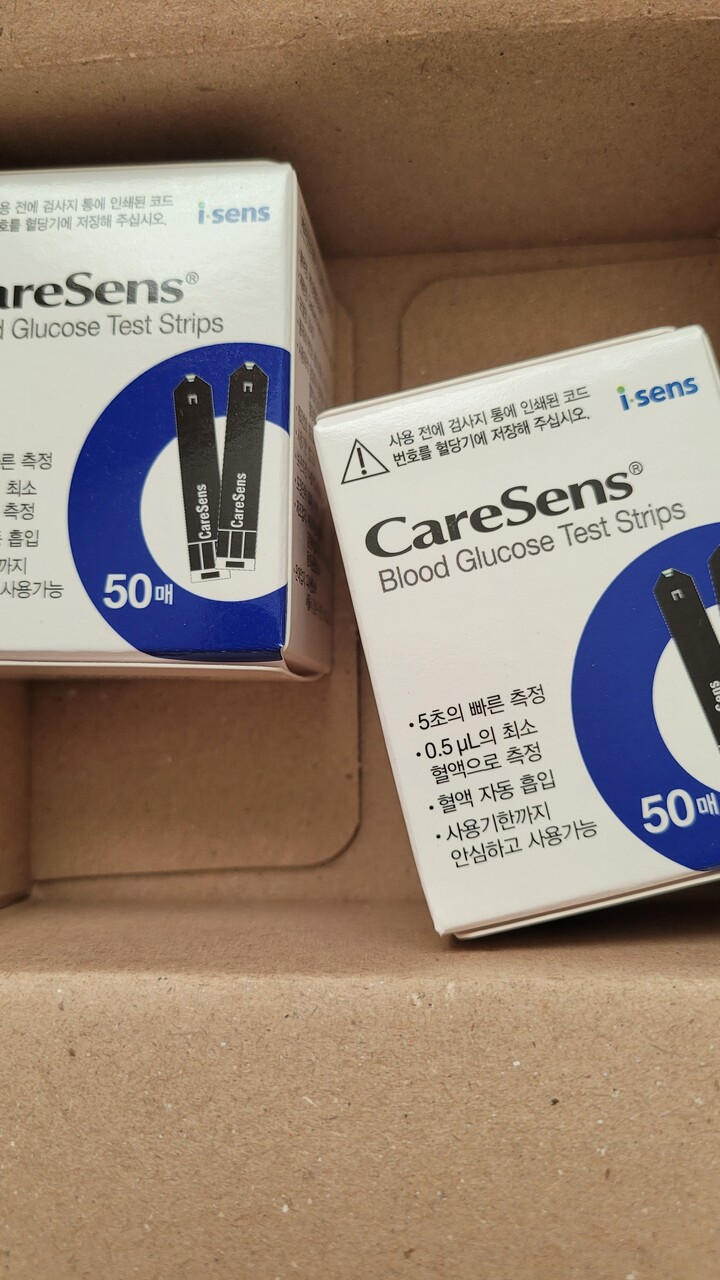 용 전에 검사지 통에 인쇄된 코드
호를 혈당기에 저장해 주십시오.
i·sens
areSens®
d Glucose Test Strips
른 측정
최소
측정
흡입
까지
사용가능
CareSens
CareSens
50매
사용 전에 검사지 통에 인쇄된 코드
번호를 혈당기에 저장해 주십시오.
i·sens
CareSens®
Blood Glucose Test Strips
• 5초의 빠른 측정
• 0.5 µL의 최소
혈액으로 측정
• 혈액 자동 흡입
• 사용기한까지
안심하고 사용가능
50매